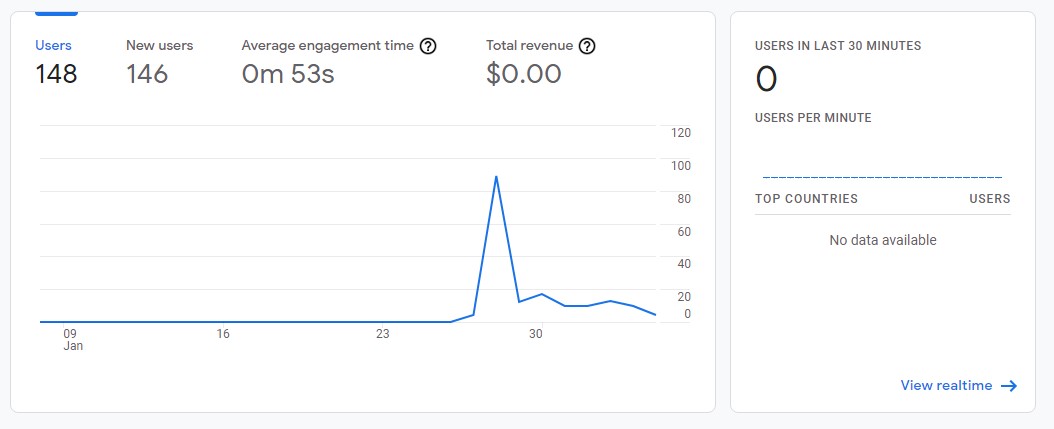 Users New users Average engagement time ? Total revenue ?
148 146 0m 53s $0.00
120
100
80
60
40
20
0
09 16 23 30
Jan
USERS IN LAST 30 MINUTES
0
USERS PER MINUTE
TOP COUNTRIES USERS
No data available
View realtime